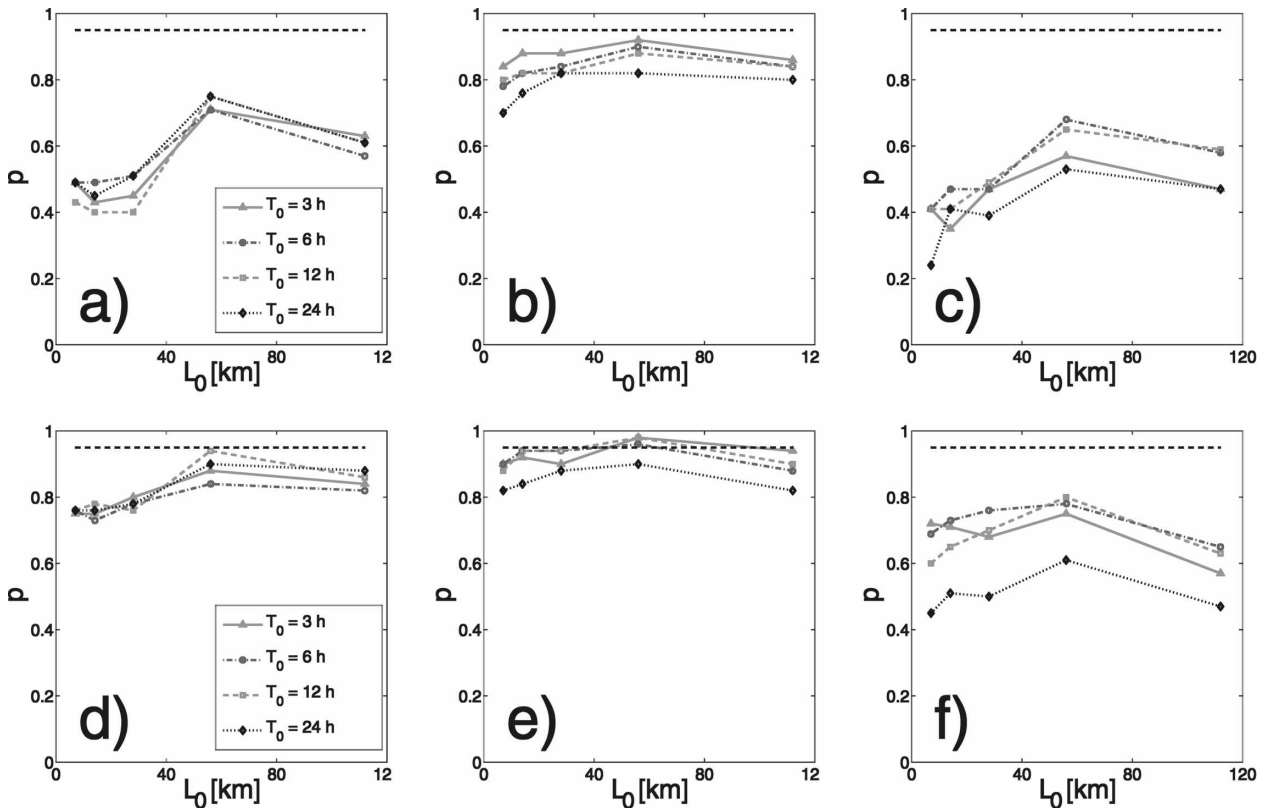 1
0.8
0.6
0.4
0.2
0
p
0 40 80 12
L0 [km]
a)
T0 = 3 h
T0 = 6 h
T0 = 12 h
T0 = 24 h
1
0.8
0.6
0.4
0.2
0
p
0 40 80 12
L0 [km]
b)
1
0.8
0.6
0.4
0.2
0
p
0 40 80 120
L0 [km]
c)
1
0.8
0.6
0.4
0.2
0
p
0 40 80 12
L0 [km]
d)
T0 = 3 h
T0 = 6 h
T0 = 12 h
T0 = 24 h
1
0.8
0.6
0.4
0.2
0
p
0 40 80 12
L0 [km]
e)
1
0.8
0.6
0.4
0.2
0
p
0 40 80 120
L0 [km]
f)